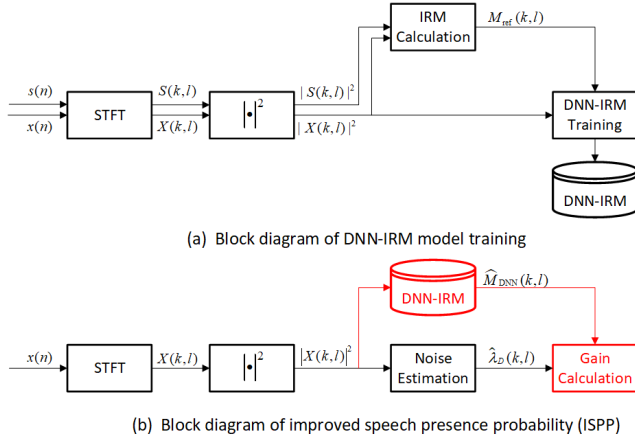 IRM
Calculation
M_ref(k,l)
s(n)
x(n)
STFT
S(k,l)
X(k,l)
|•|²
|S(k,l)|²
|X(k,l)|²
DNN-IRM
Training
DNN-IRM
(a) Block diagram of DNN-IRM model training
DNN-IRM
M̂_DNN(k,l)
x(n)
STFT
X(k,l)
|•|²
|X(k,l)|²
Noise
Estimation
λ̂_D(k,l)
Gain
Calculation
(b) Block diagram of improved speech presence probability (ISPP)